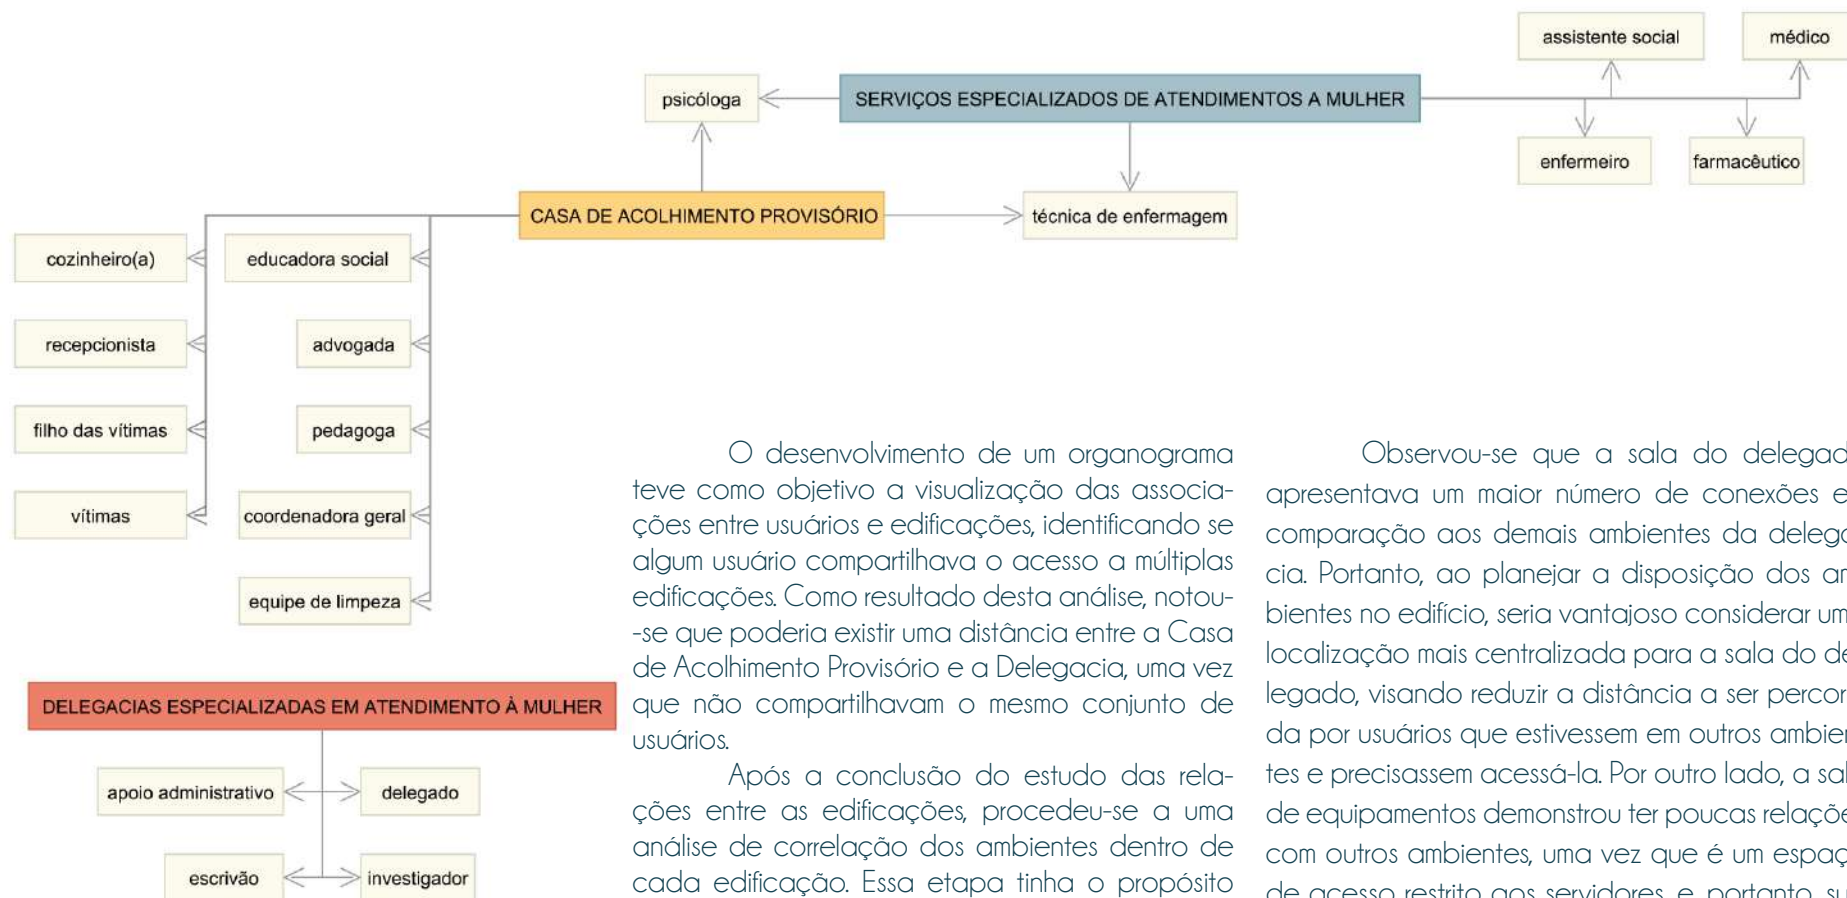 assistente social
médico
psicóloga
SERVIÇOS ESPECIALIZADOS DE ATENDIMENTOS A MULHER
enfermeiro
farmacêutico
CASA DE ACOLHIMENTO PROVISÓRIO
técnica de enfermagem
cozinheiro(a)
educadora social
recepcionista
advogada
filho das vítimas
pedagoga
vítimas
coordenadora geral
equipe de limpeza
DELEGACIAS ESPECIALIZADAS EM ATENDIMENTO À MULHER
apoio administrativo
delegado
escrivão
investigador
O desenvolvimento de um organograma
teve como objetivo a visualização das associa-
ções entre usuários e edificações, identificando se
algum usuário compartilhava o acesso a múltiplas
edificações. Como resultado desta análise, notou-
-se que poderia existir uma distância entre a Casa
de Acolhimento Provisório e a Delegacia, uma vez
que não compartilhavam o mesmo conjunto de
usuários.
Após a conclusão do estudo das rela-
ções entre as edificações, procedeu-se a uma
análise de correlação dos ambientes dentro de
cada edificação. Essa etapa tinha o propósito
Observou-se que a sala do delegad
apresentava um maior número de conexões e
comparação aos demais ambientes da delega
cia. Portanto, ao planejar a disposição dos am
bientes no edifício, seria vantajoso considerar um
localização mais centralizada para a sala do de
legado, visando reduzir a distância a ser percor
da por usuários que estivessem em outros ambien
tes e precisassem acessá-la. Por outro lado, a sal
de equipamentos demonstrou ter poucas relaçõe
com outros ambientes, uma vez que é um espaç
de acesso restrito aos servidores e, portanto, su